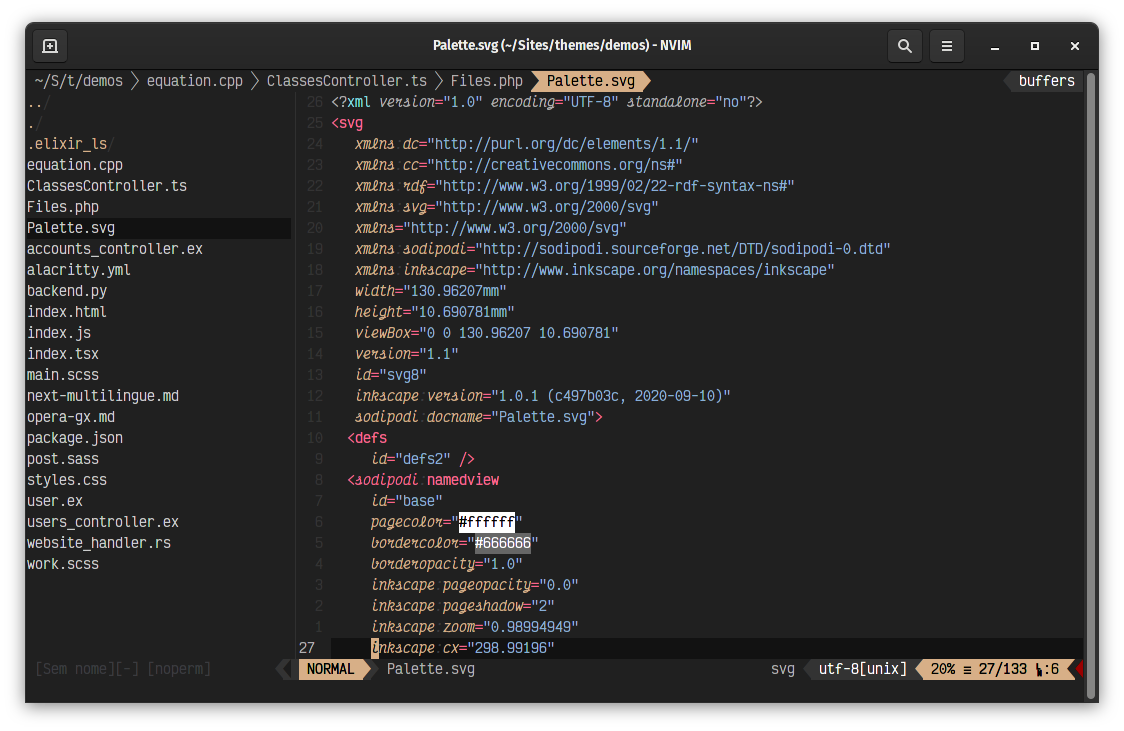 Palette.svg (~/Sites/themes/demos) - NVIM
~/S/t/demos equation.cpp ClassesController.ts Files.php Palette.svg buffers
../
./
.elixir_ls/
equation.cpp
ClassesController.ts
Files.php
Palette.svg
accounts_controller.ex
alacritty.yml
backend.py
index.html
index.js
index.tsx
main.scss
next-multilingue.md
opera-gx.md
package.json
post.sass
styles.css
user.ex
users_controller.ex
website_handler.rs
work.scss
26 <?xml version="1.0" encoding="UTF-8" standalone="no"?>
25 <svg
24 xmlns:dc="http://purl.org/dc/elements/1.1/"
23 xmlns:cc="http://creativecommons.org/ns#"
22 xmlns:rdf="http://www.w3.org/1999/02/22-rdf-syntax-ns#"
21 xmlns:svg="http://www.w3.org/2000/svg"
20 xmlns="http://www.w3.org/2000/svg"
19 xmlns:sodipodi="http://sodipodi.sourceforge.net/DTD/sodipodi-0.dtd"
18 xmlns:inkscape="http://www.inkscape.org/namespaces/inkscape"
17 width="130.96207mm"
16 height="10.690781mm"
15 viewBox="0 0 130.96207 10.690781"
14 version="1.1"
13 id="svg8"
12 inkscape:version="1.0.1 (c497b03c, 2020-09-10)"
11 sodipodi:docname="Palette.svg">
10 <defs
9 id="defs2" />
8 <sodipodi:namedview
7 id="base"
6 pagecolor="#ffffff"
5 bordercolor="#666666"
4 borderopacity="1.0"
3 inkscape:pageopacity="0.0"
2 inkscape:pageshadow="2"
1 inkscape:zoom="0.98994949"
27 inkscape:cx="298.99196"
[Sem nome][-] [noperm] NORMAL Palette.svg svg utf-8[unix] 20% ≡ 27/133 :6